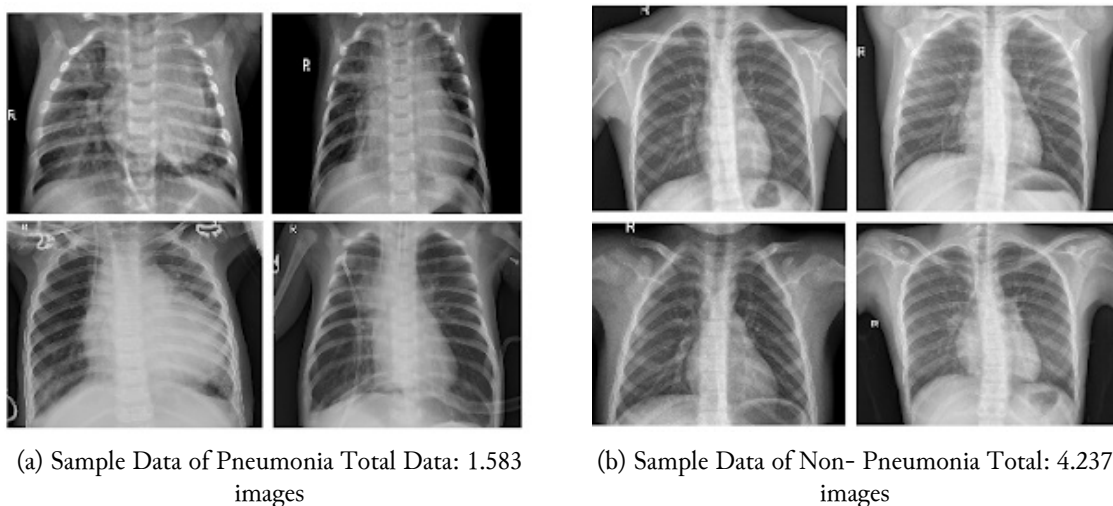 R
R
R
R
R
R
R
R
(a) Sample Data of Pneumonia Total Data: 1.583
images
(b) Sample Data of Non- Pneumonia Total: 4.237
images